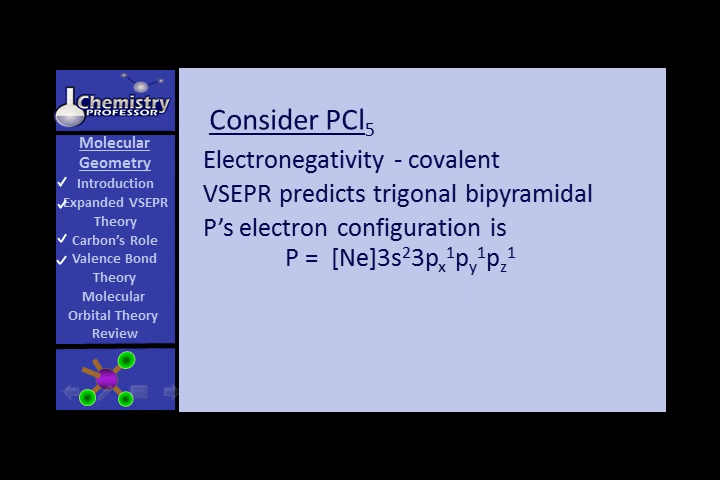 Chemistry
PROFESSOR
Molecular
Geometry
Introduction
Expanded VSEPR
Theory
Carbon's Role
Valence Bond
Theory
Molecular
Orbital Theory
Review
Consider PCl₅
Electronegativity - covalent
VSEPR predicts trigonal bipyramidal
P's electron configuration is
P = [Ne]3s²3pₓ¹p_y¹p_z¹